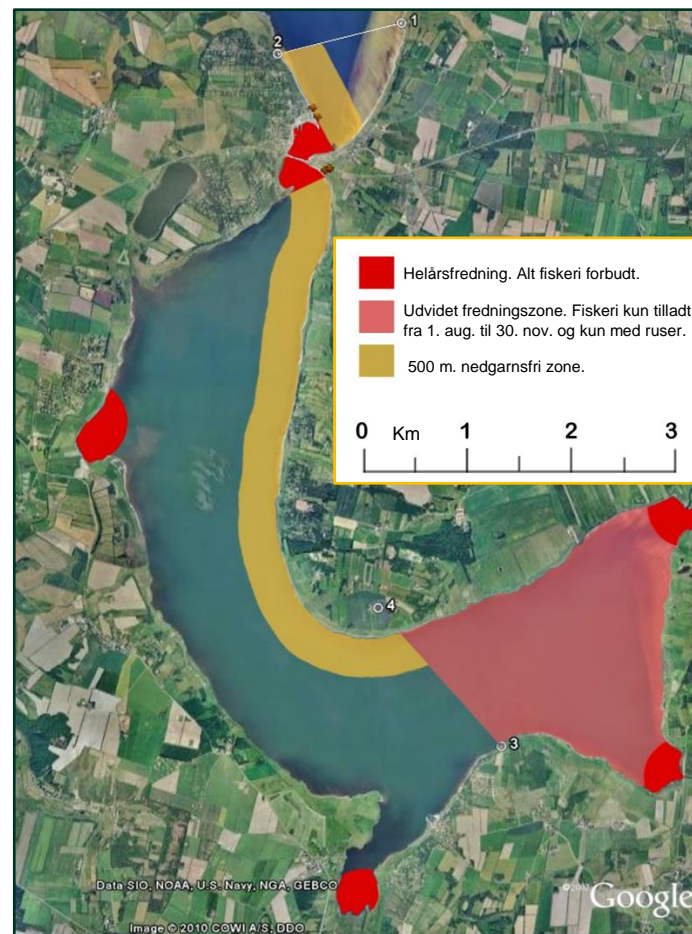 1
2
Helårsfredning. Alt fiskeri forbudt.
Udvidet fredningszone. Fiskeri kun tilladt
fra 1. aug. til 30. nov. og kun med ruser.
500 m. nedgarnsfri zone.
0 Km 1 2 3
4
3
Data SIO, NOAA, U.S. Navy, NGA, GEBCO
©2007 Google
Image © 2010 COWI A/S, DDO